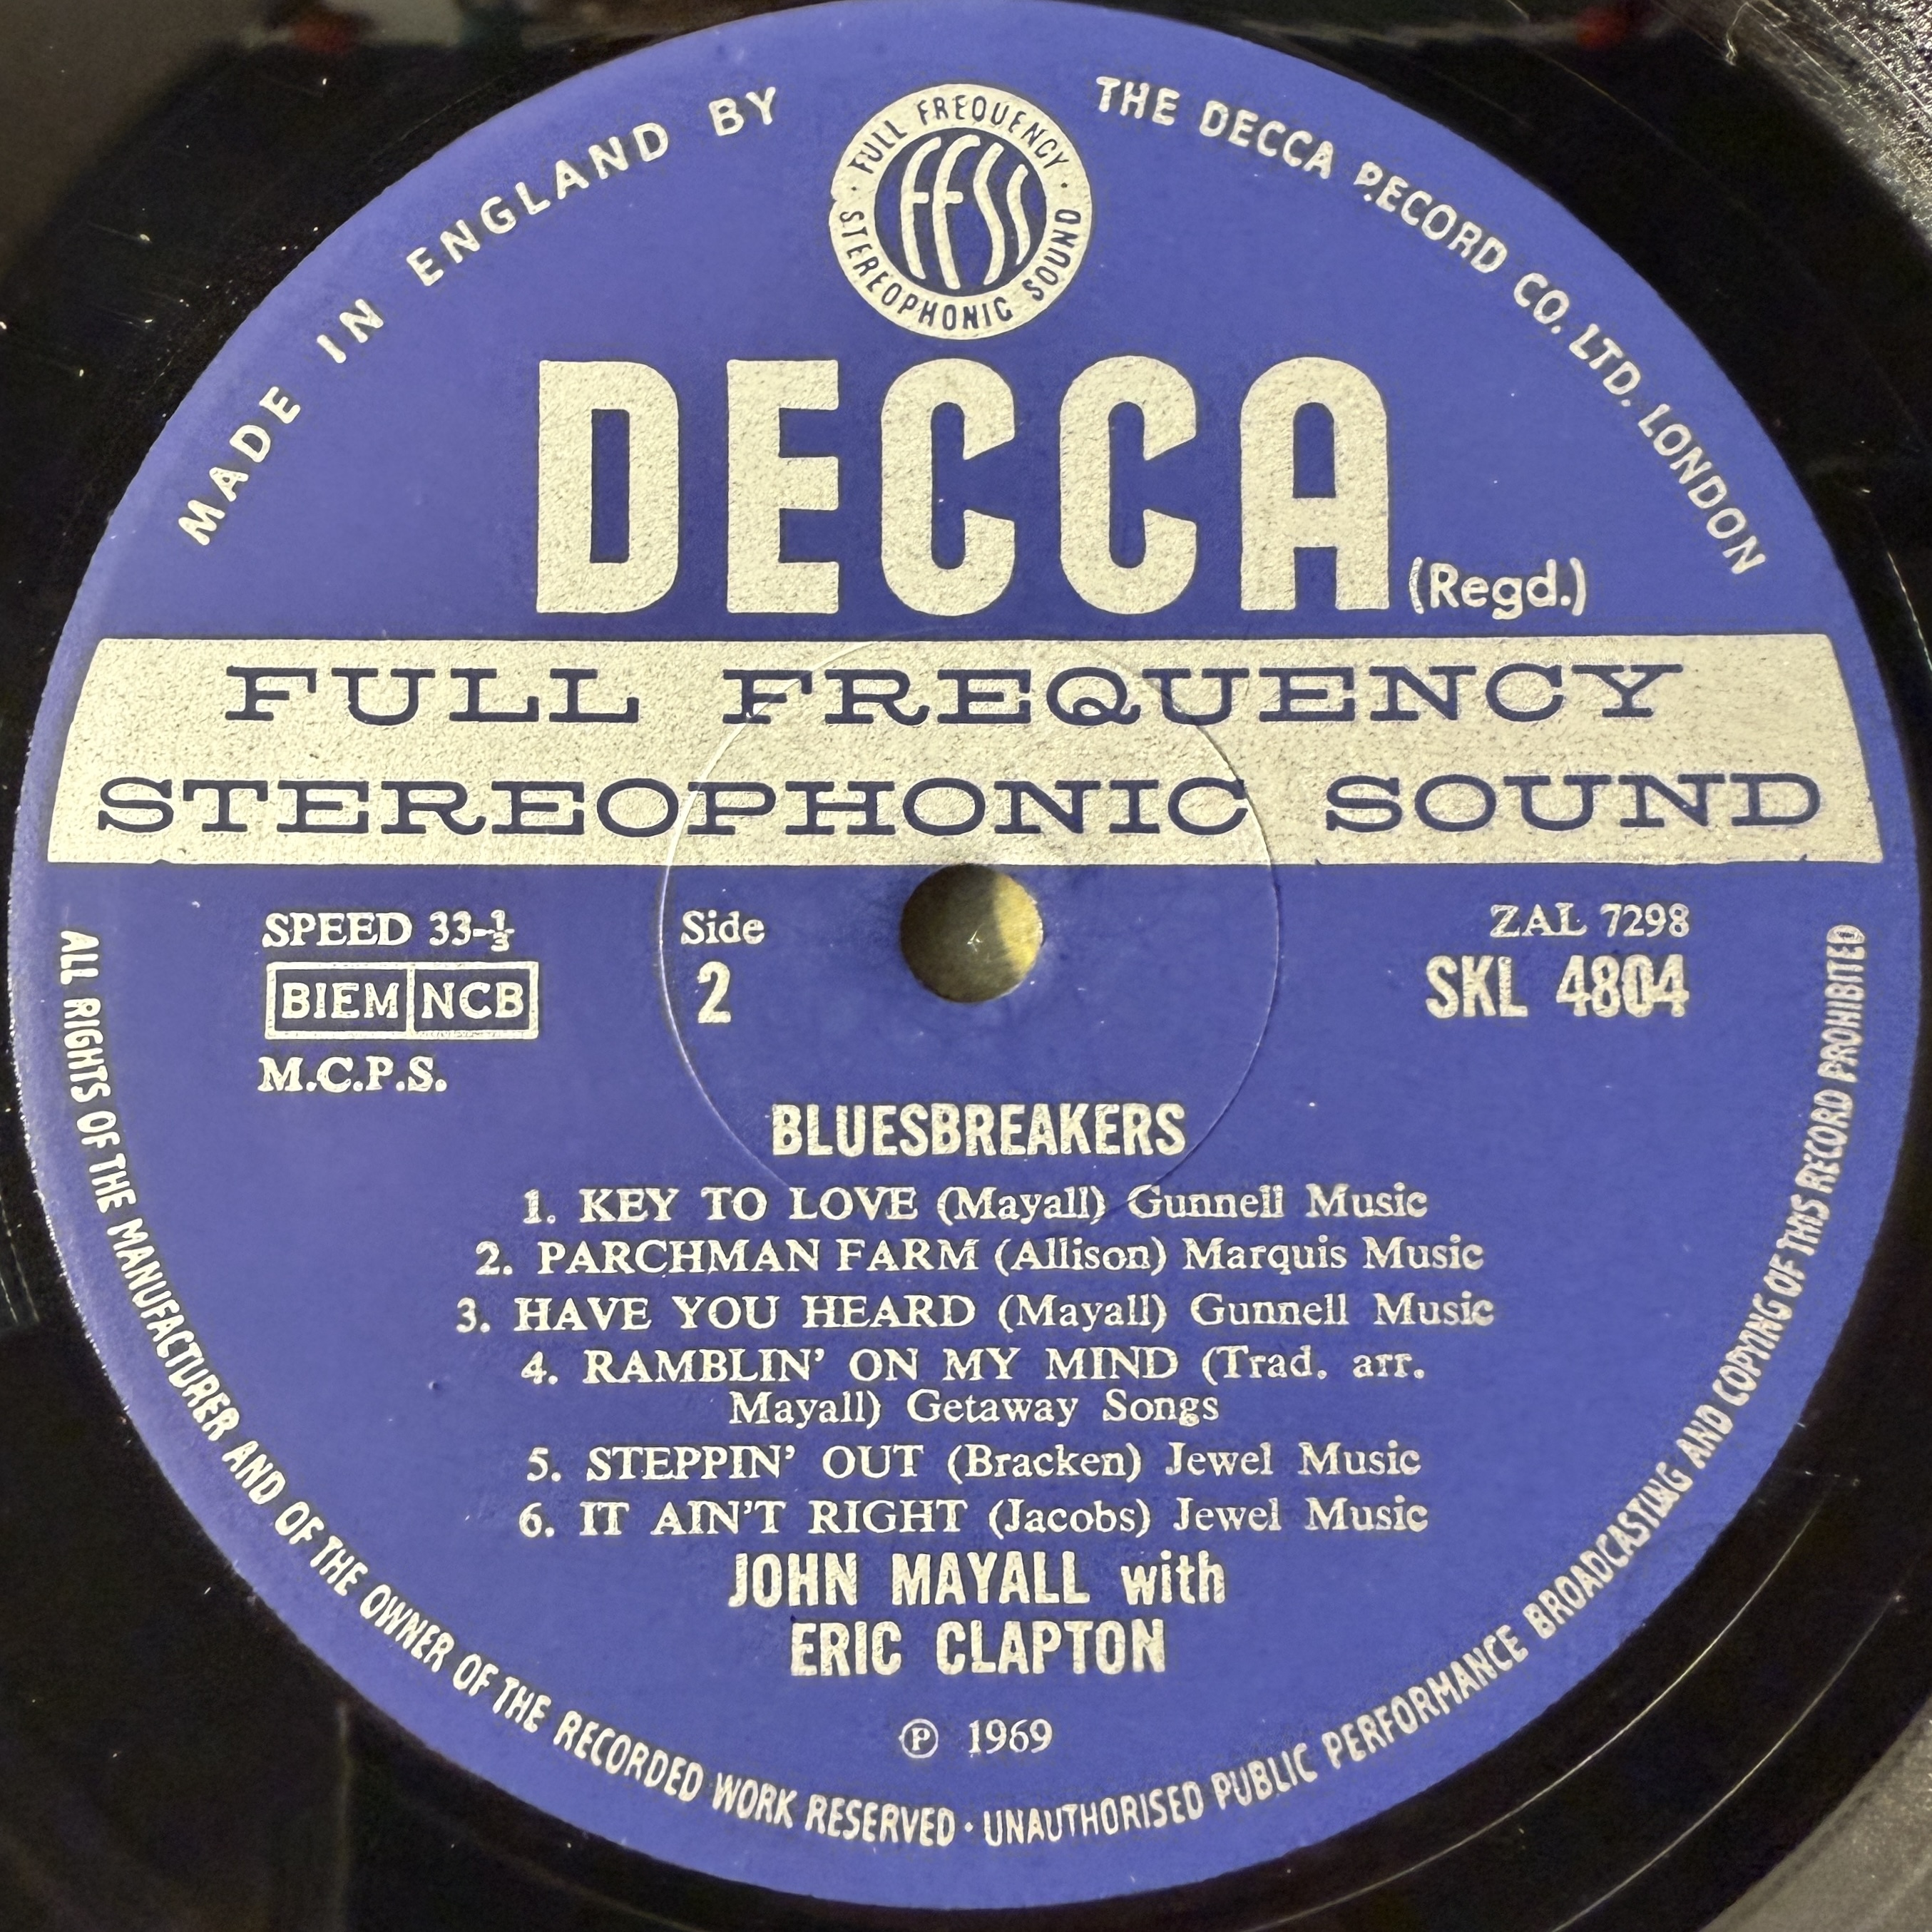 MADE IN ENGLAND BY THE DECCA RECORD CO. LTD. LONDON
FULL FREQUENCY
FFSS
STEREOPHONIC SOUND
DECCA (Regd.)
FULL FREQUENCY
STEREOPHONIC SOUND
SPEED 33-⅓
BIEM NCB
M.C.P.S.
Side
2
ZAL 7298
SKL 4804
BLUESBREAKERS
1. KEY TO LOVE (Mayall) Gunnell Music
2. PARCHMAN FARM (Allison) Marquis Music
3. HAVE YOU HEARD (Mayall) Gunnell Music
4. RAMBLIN' ON MY MIND (Trad. arr.
Mayall) Getaway Songs
5. STEPPIN' OUT (Bracken) Jewel Music
6. IT AIN'T RIGHT (Jacobs) Jewel Music
JOHN MAYALL with
ERIC CLAPTON
℗ 1969
ALL RIGHTS OF THE MANUFACTURER AND OF THE OWNER OF THE RECORDED WORK RESERVED · UNAUTHORISED PUBLIC PERFORMANCE BROADCASTING AND COPYING OF THIS RECORD PROHIBITED